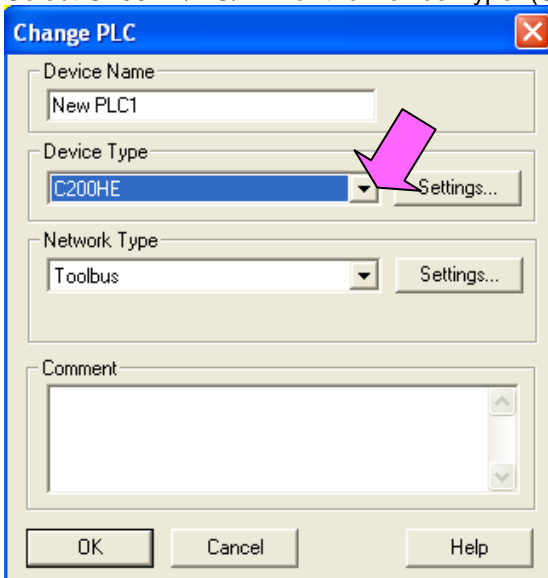 Change PLC
Device Name
New PLC1
Device Type
C200HE
Settings...
Network Type
Toolbus
Settings...
Comment
OK Cancel Help